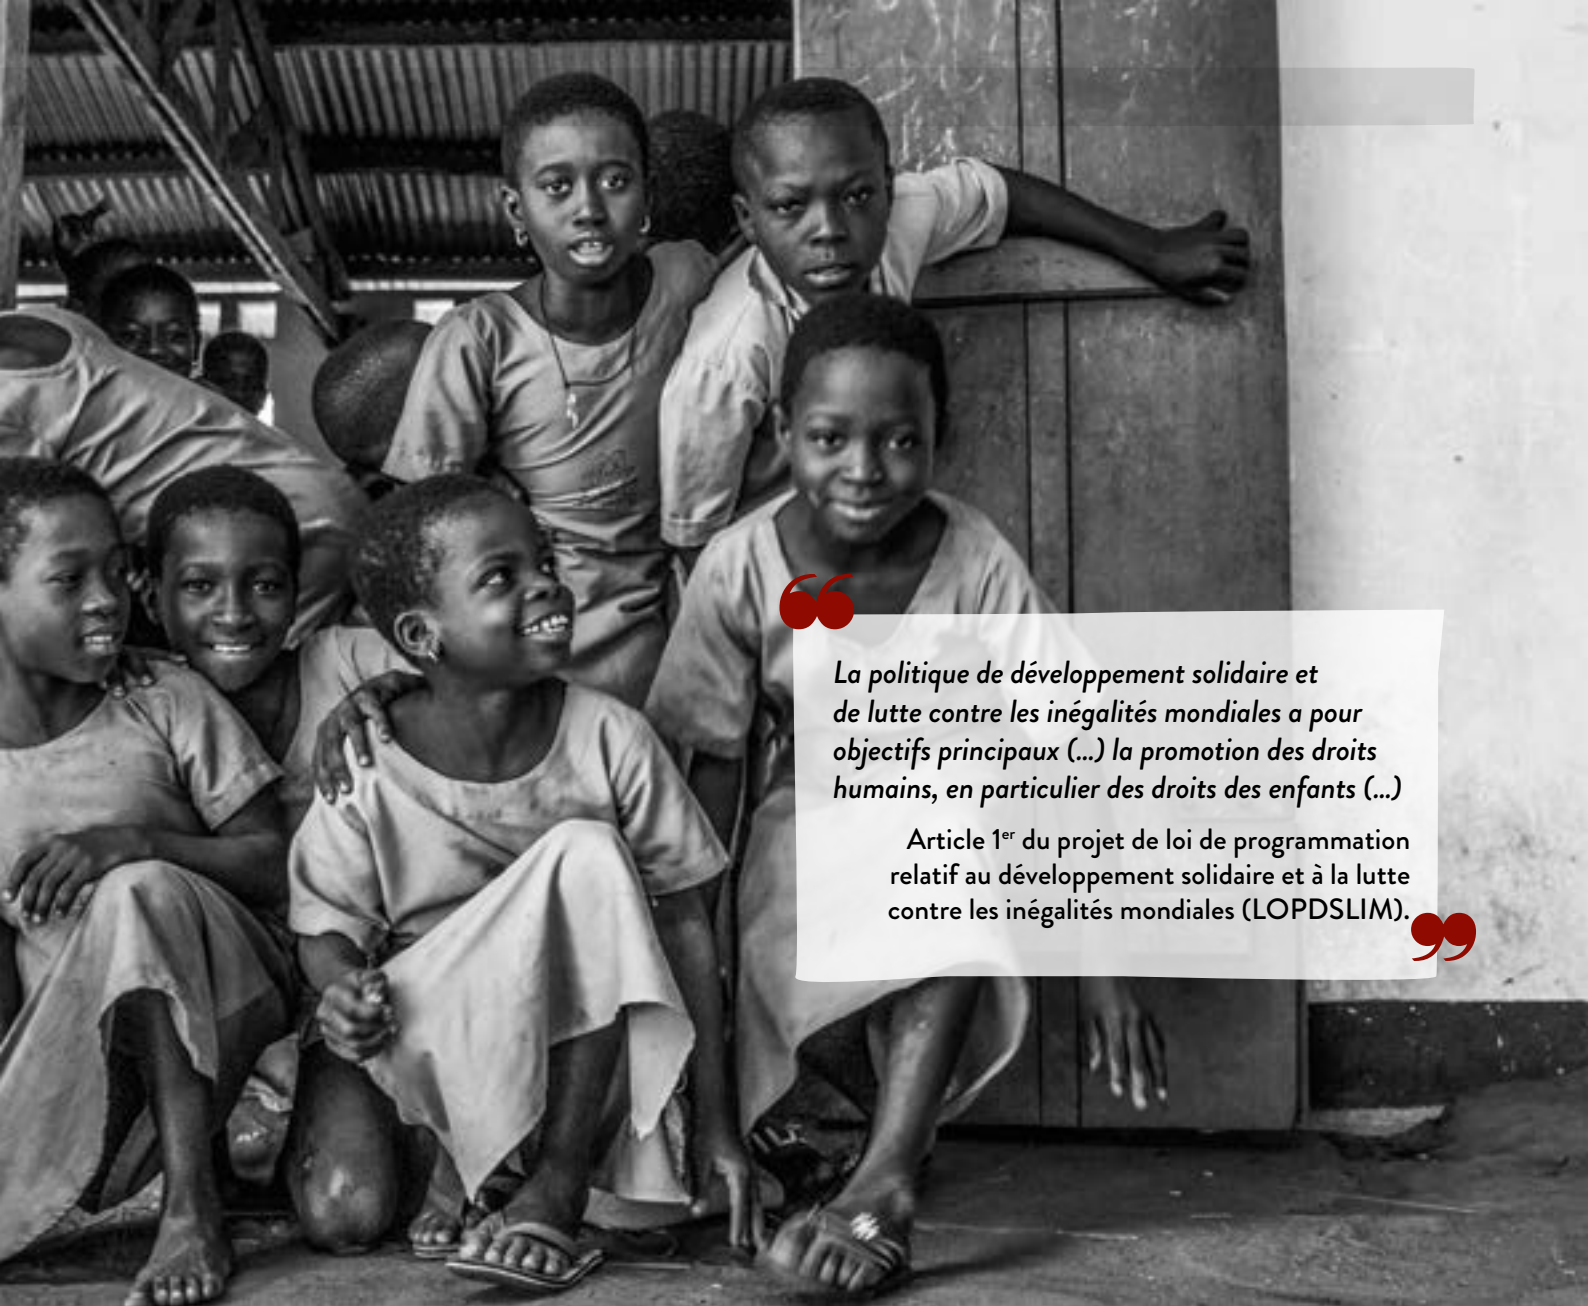 “
La politique de développement solidaire et
de lutte contre les inégalités mondiales a pour
objectifs principaux (...) la promotion des droits
humains, en particulier des droits des enfants (...)
Article 1er du projet de loi de programmation
relatif au développement solidaire et à la lutte
contre les inégalités mondiales (LOPDSLIM).
”